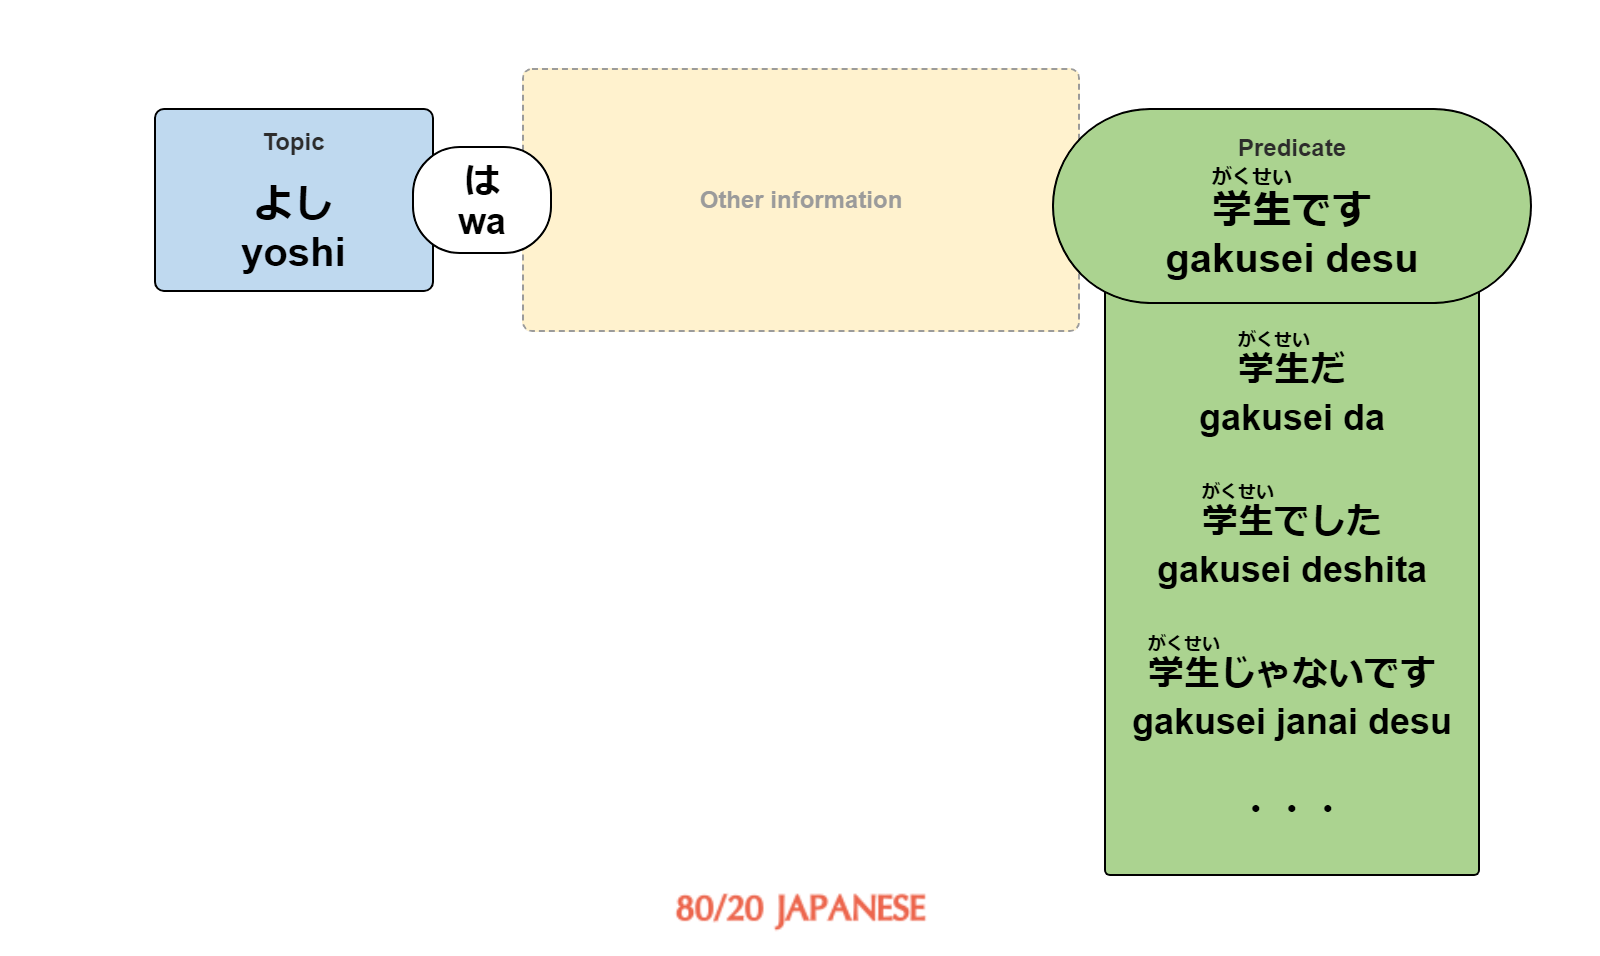 Topic
よし
yoshi
は
wa
Other information
Predicate
がくせい
学生です
gakusei desu
がくせい
学生だ
gakusei da
がくせい
学生でした
gakusei deshita
がくせい
学生じゃないです
gakusei janai desu
・・・
80/20 JAPANESE